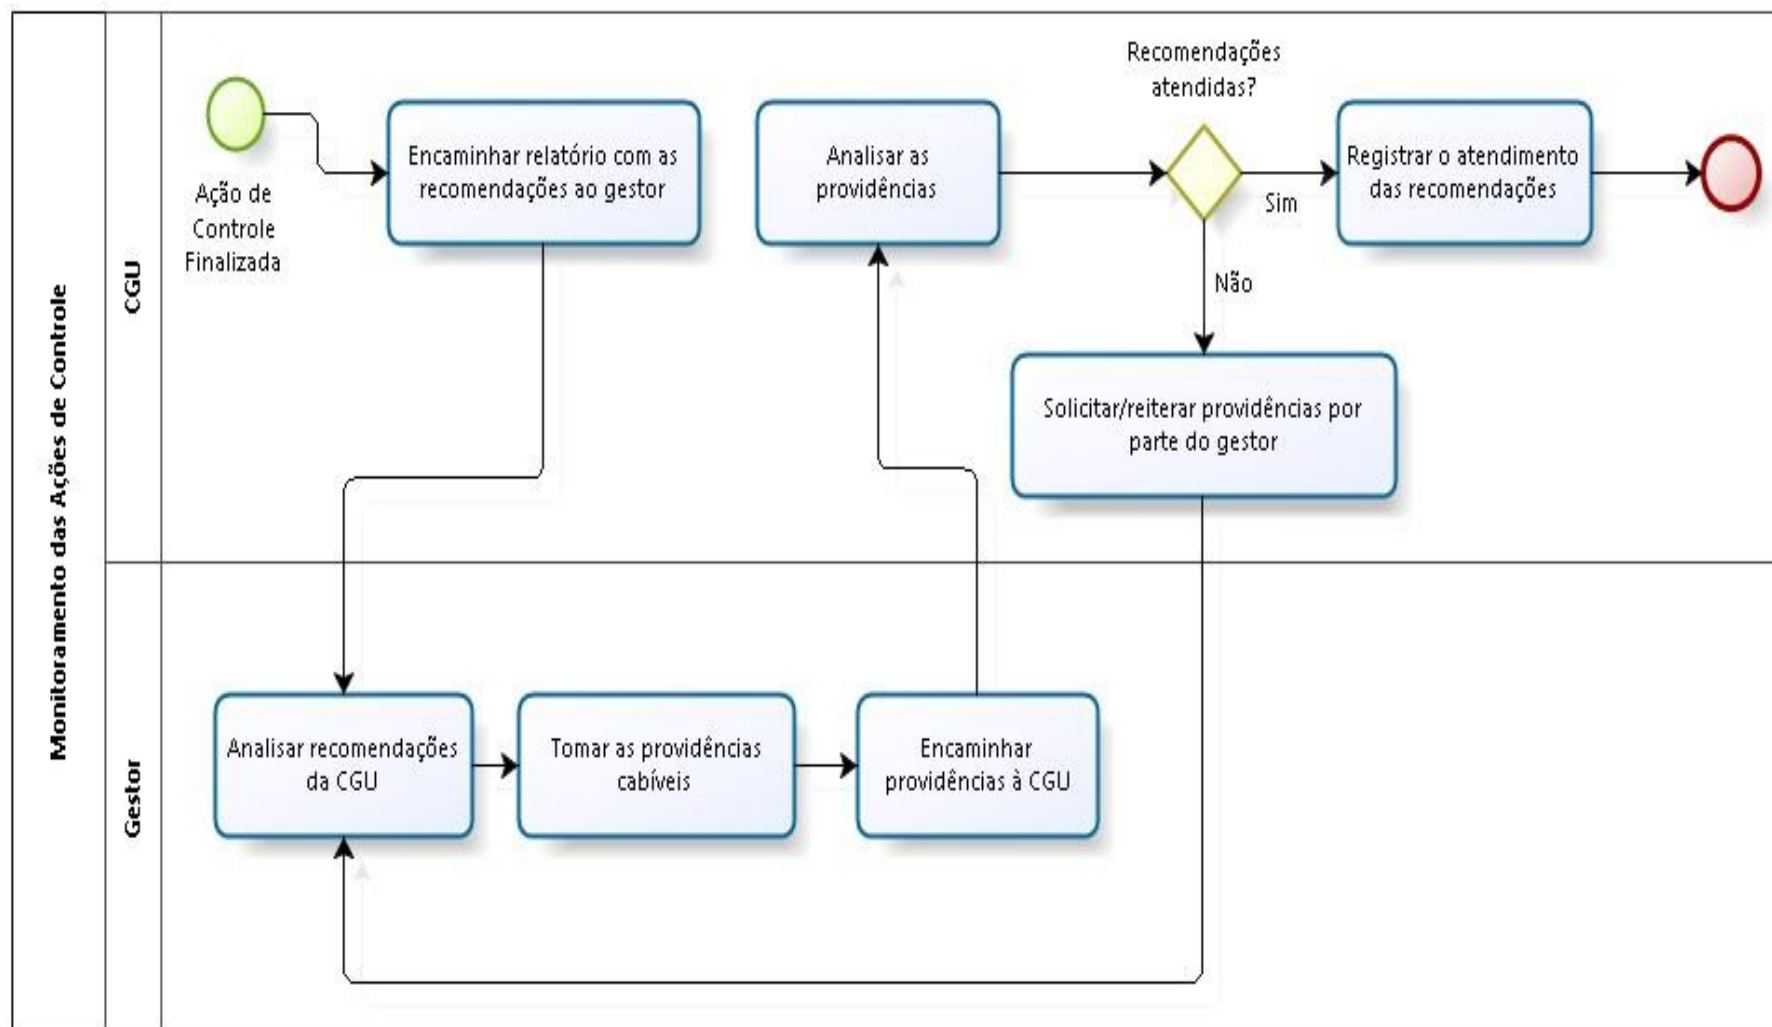 Monitoramento das Ações de Controle
CGU
Ação de
Controle
Finalizada
Encaminhar relatório com as
recomendações ao gestor
Analisar as
providências
Recomendações
atendidas?
Sim
Não
Registrar o atendimento
das recomendações
Solicitar/reiterar providências por
parte do gestor
Gestor
Analisar recomendações
da CGU
Tomar as providências
cabíveis
Encaminhar
providências à CGU